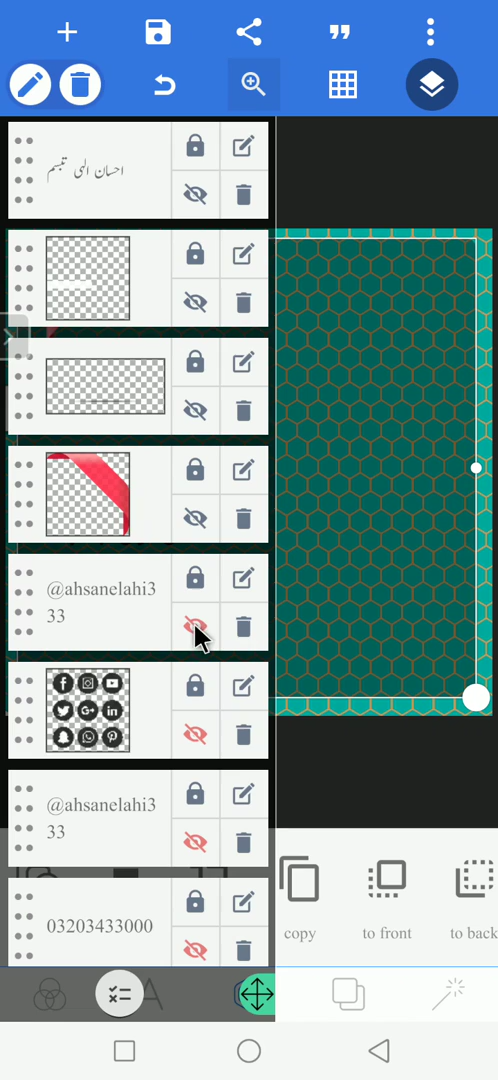 احسان الہی تبسم
@ahsanelahi3
33
@ahsanelahi3
33
03203433000
copy
to front
to back